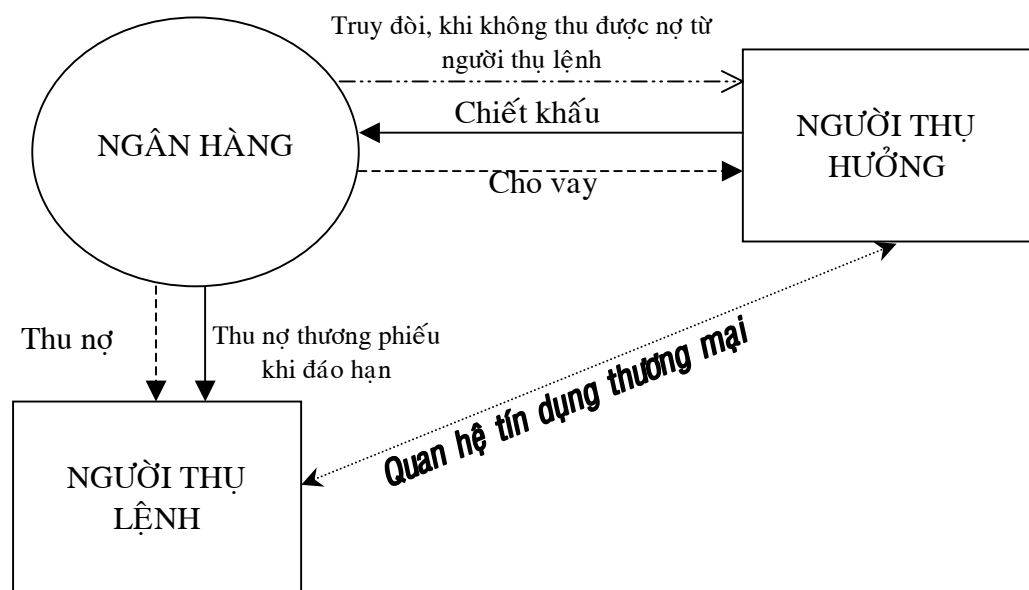 Truy đòi, khi không thu được nợ từ
người thụ lệnh
Chiết khấu
NGÂN HÀNG
NGƯỜI THỤ
HƯỞNG
Cho vay
Thu nợ
Thu nợ thương phiếu
khi đáo hạn
Quan hệ tín dụng thương mại
NGƯỜI THỤ
LỆNH